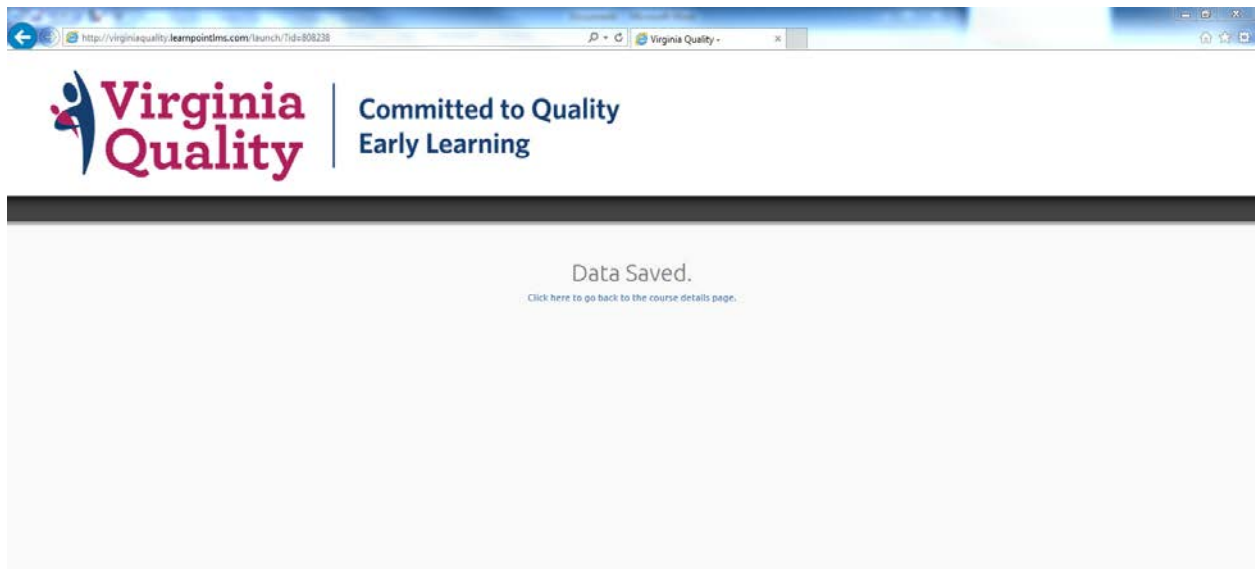 http://virginiaquality.learnpointlms.com/launch/?id=808238
Virginia Quality -
Virginia
Quality
Committed to Quality
Early Learning
Data Saved.
Click here to go back to the course details page.